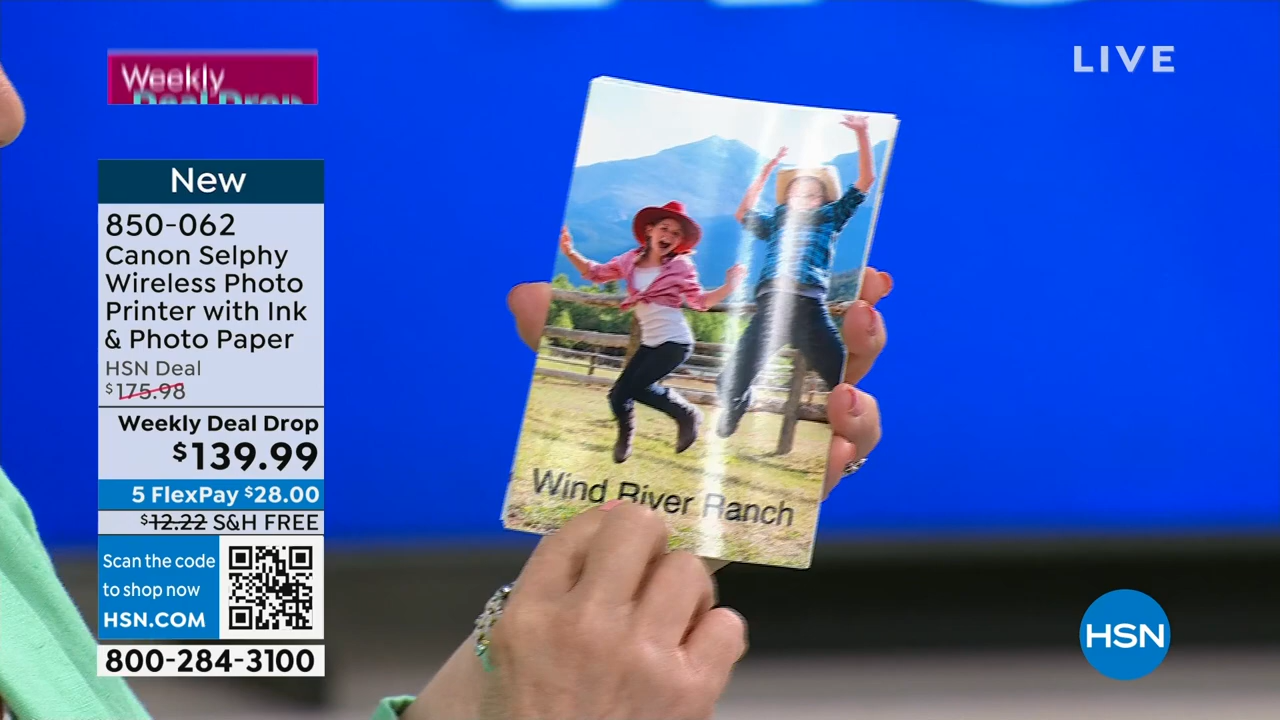 Weekly
Deal Drop
LIVE
New
850-062
Canon Selphy
Wireless Photo
Printer with Ink
& Photo Paper
HSN Deal
$175.98
Weekly Deal Drop
$139.99
5 FlexPay $28.00
$12.22 S&H FREE
Scan the code
to shop now
HSN.COM
800-284-3100
Wind River Ranch
HSN